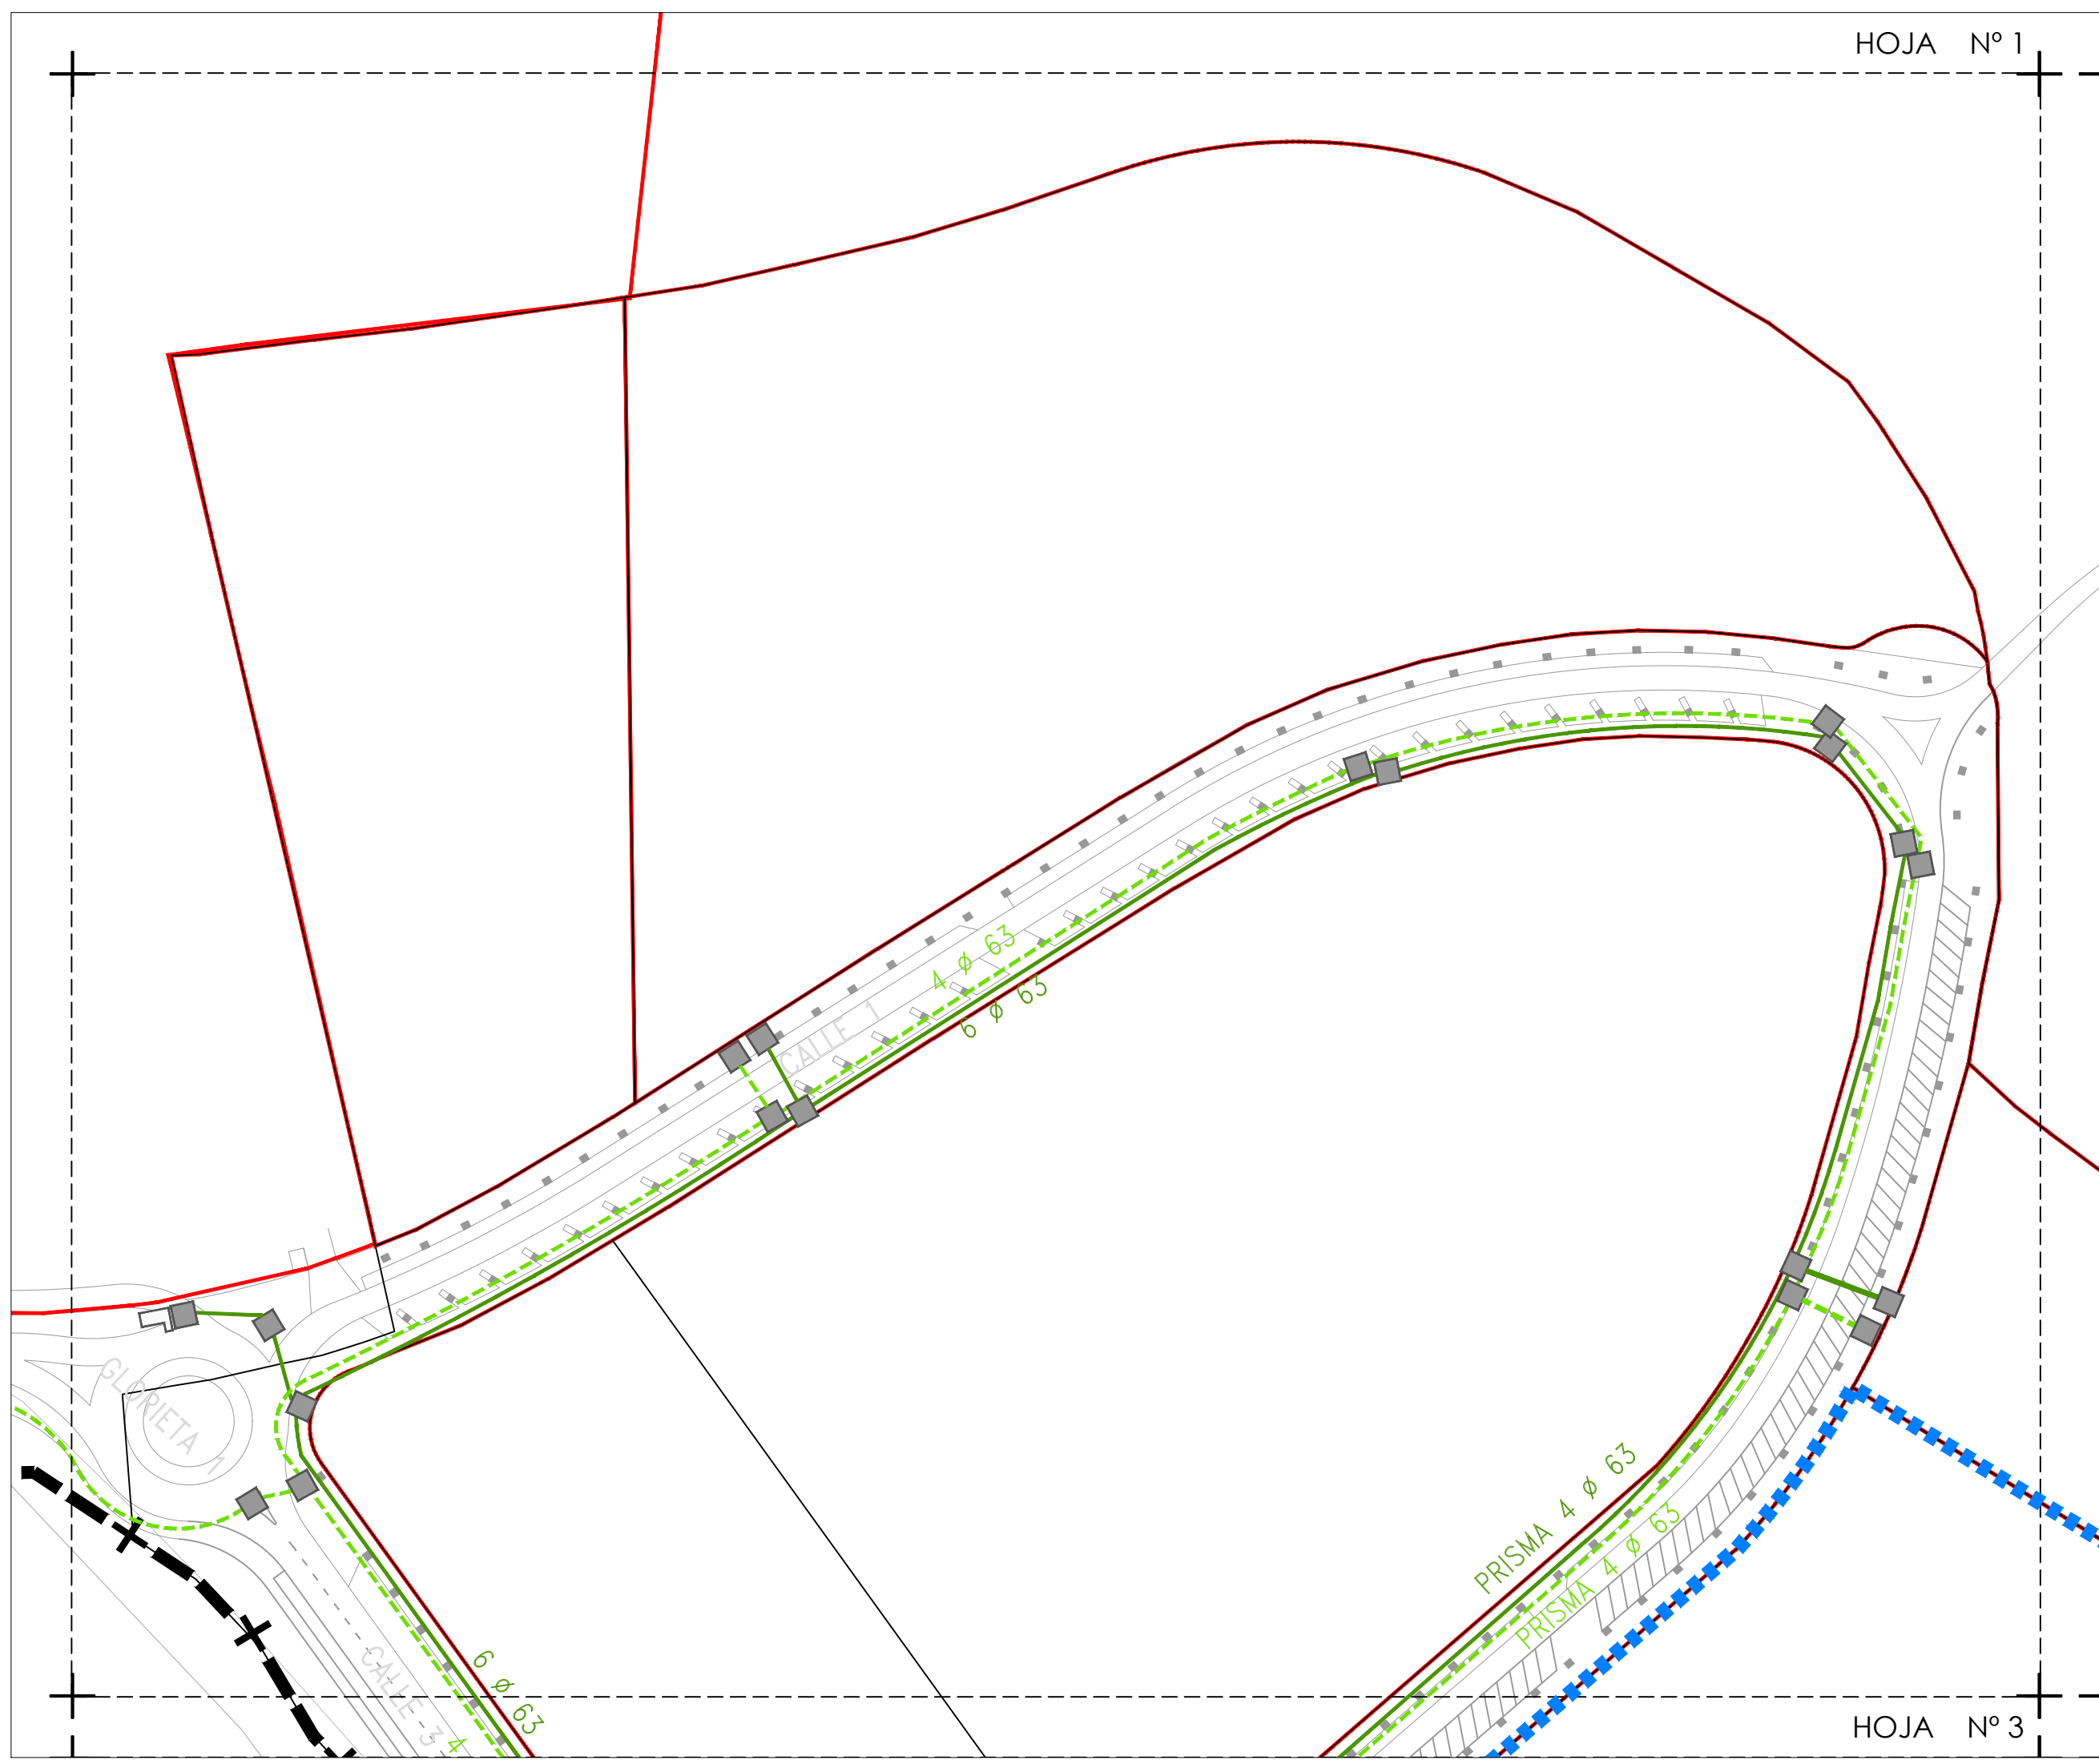 HOJA Nº 1
4 ϕ 63
6 ϕ 63
CALLE 1
GLORIETA 1
PRISMA 4 ϕ 63
PRISMA 4 ϕ 63
6 ϕ 63
CALLE 3
4
HOJA Nº 3